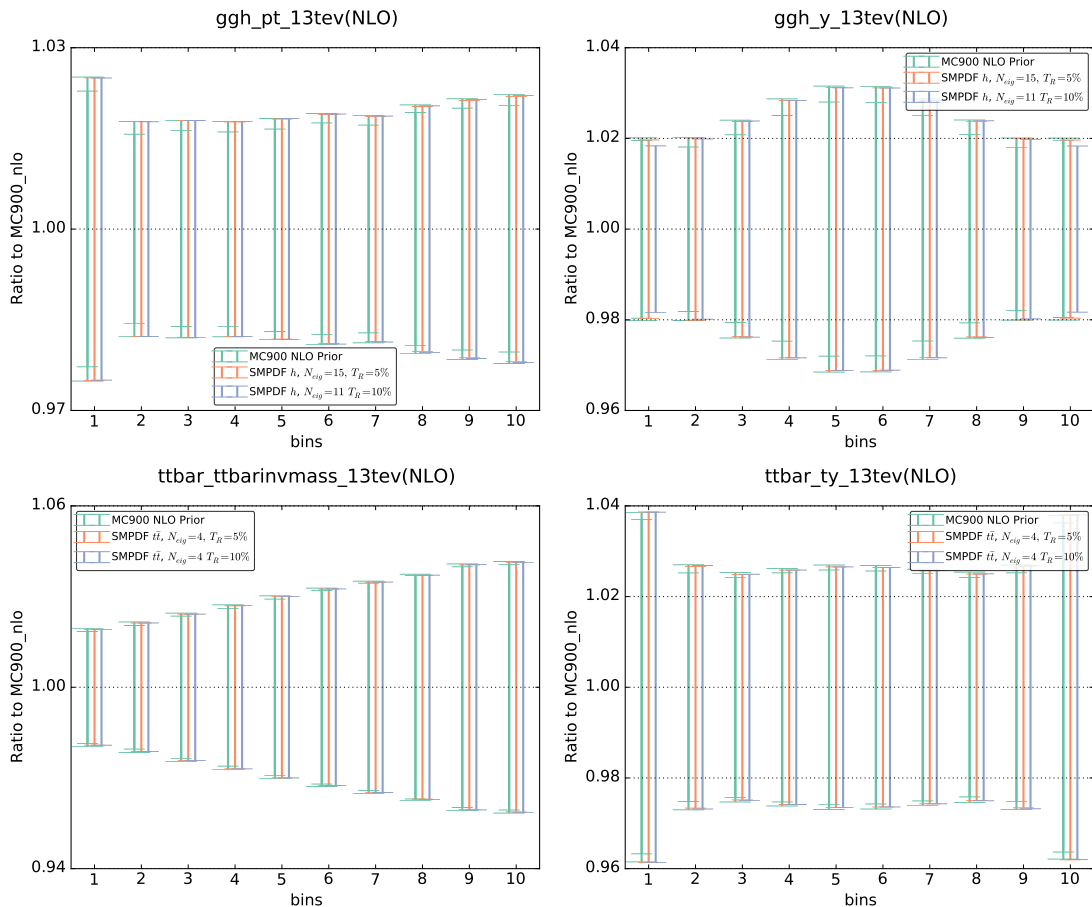 ggh_pt_13tev(NLO)
1.03
1.00
0.97
Ratio to MC900_nlo
MC900 NLO Prior
SMPDF h, N_eig=15, T_R=5%
SMPDF h, N_eig=11 T_R=10%
1 2 3 4 5 6 7 8 9 10
bins
ggh_y_13tev(NLO)
1.04
1.02
1.00
0.98
0.96
Ratio to MC900_nlo
MC900 NLO Prior
SMPDF h, N_eig=15, T_R=5%
SMPDF h, N_eig=11 T_R=10%
1 2 3 4 5 6 7 8 9 10
bins
ttbar_ttbarinvmass_13tev(NLO)
1.06
1.00
0.94
Ratio to MC900_nlo
MC900 NLO Prior
SMPDF tt̄, N_eig=4, T_R=5%
SMPDF tt̄, N_eig=4 T_R=10%
1 2 3 4 5 6 7 8 9 10
bins
ttbar_ty_13tev(NLO)
1.04
1.02
1.00
0.98
0.96
Ratio to MC900_nlo
MC900 NLO Prior
SMPDF tt̄, N_eig=4, T_R=5%
SMPDF tt̄, N_eig=4 T_R=10%
1 2 3 4 5 6 7 8 9 10
bins